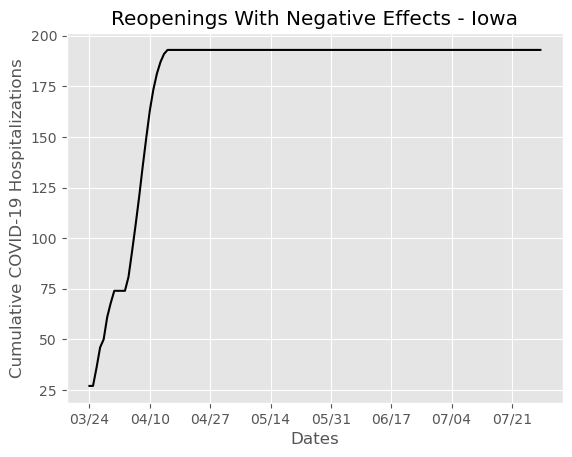 Reopenings With Negative Effects - Iowa
Cumulative COVID-19 Hospitalizations
200
175
150
125
100
75
50
25
03/24 04/10 04/27 05/14 05/31 06/17 07/04 07/21
Dates